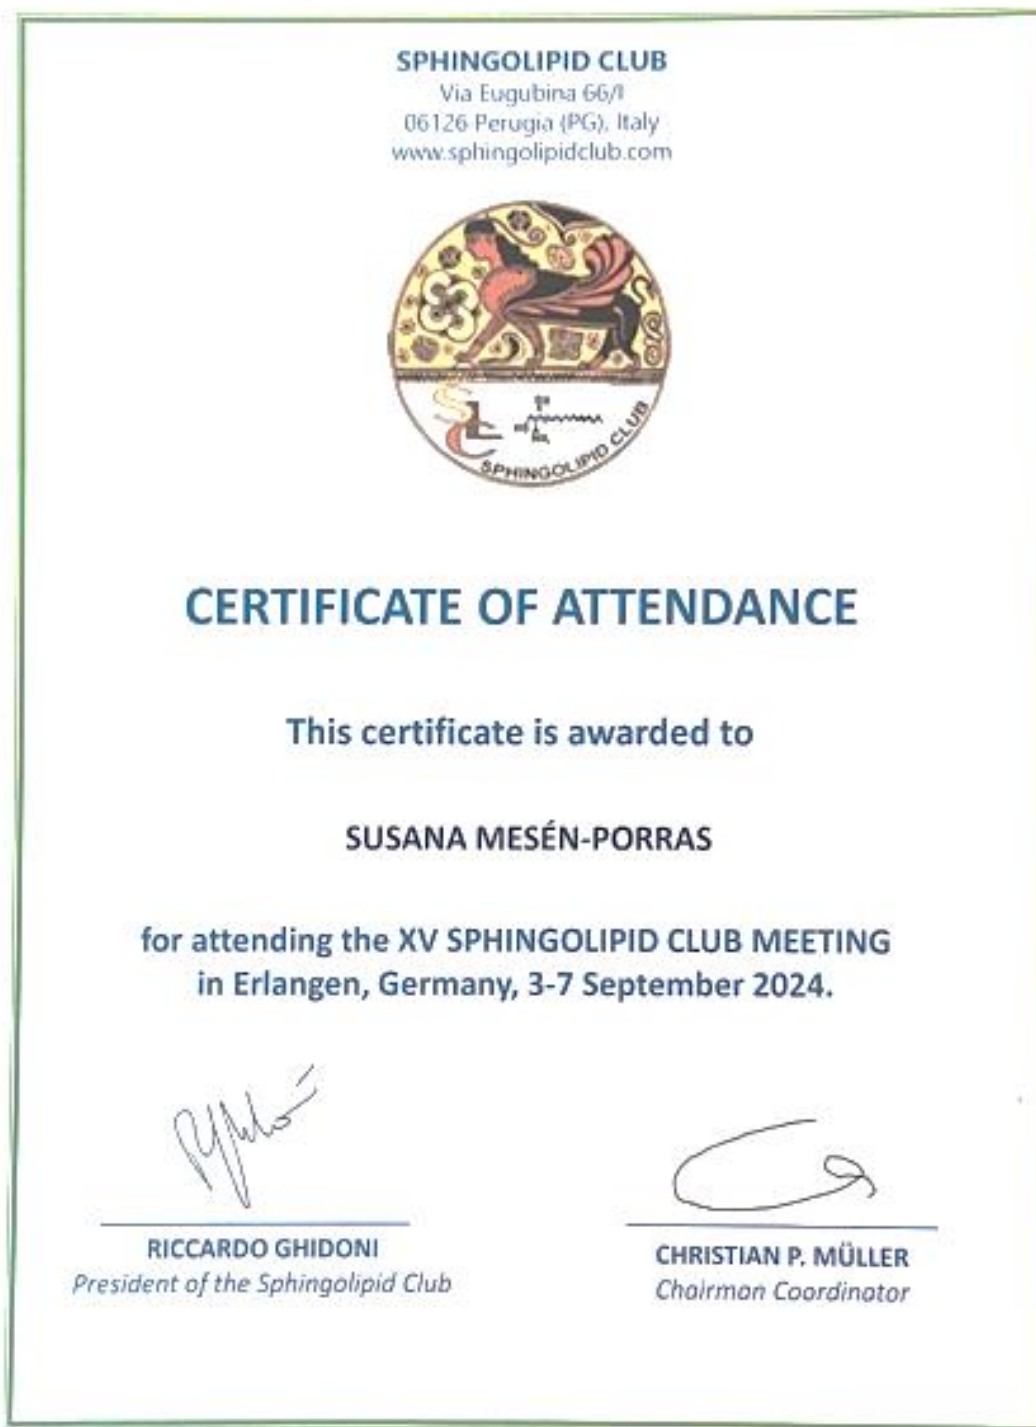 SPHINGOLIPID CLUB
Via Eugubina 66/I
06126 Perugia (PG), Italy
www.sphingolipidclub.com
SLC
SPHINGOLIPID CLUB
CERTIFICATE OF ATTENDANCE
This certificate is awarded to
SUSANA MESÉN-PORRAS
for attending the XV SPHINGOLIPID CLUB MEETING
in Erlangen, Germany, 3-7 September 2024.
RICCARDO GHIDONI
President of the Sphingolipid Club
CHRISTIAN P. MÜLLER
Chairman Coordinator